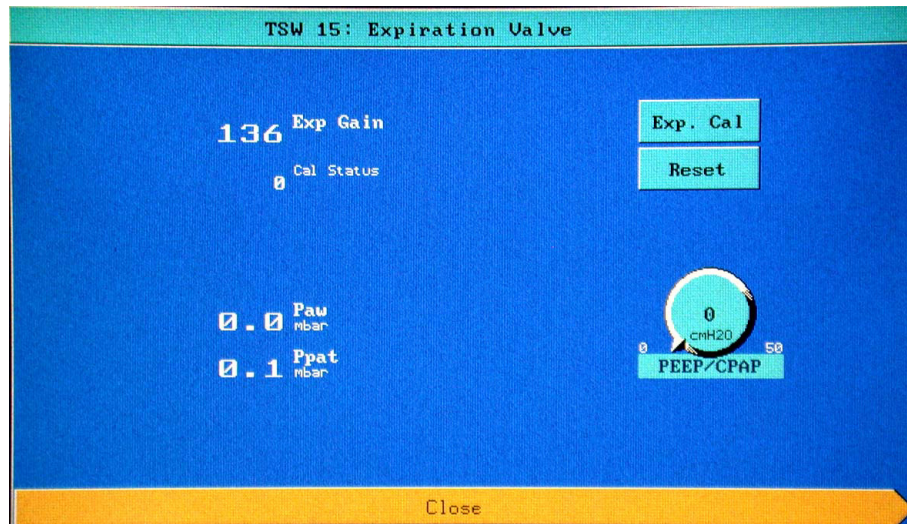 TSW 15: Expiration Valve
136 Exp Gain
Exp. Cal
0 Cal Status
Reset
0.0 Paw
mbar
0.1 Ppat
mbar
0
cmH2O
0 50
PEEP/CPAP
Close